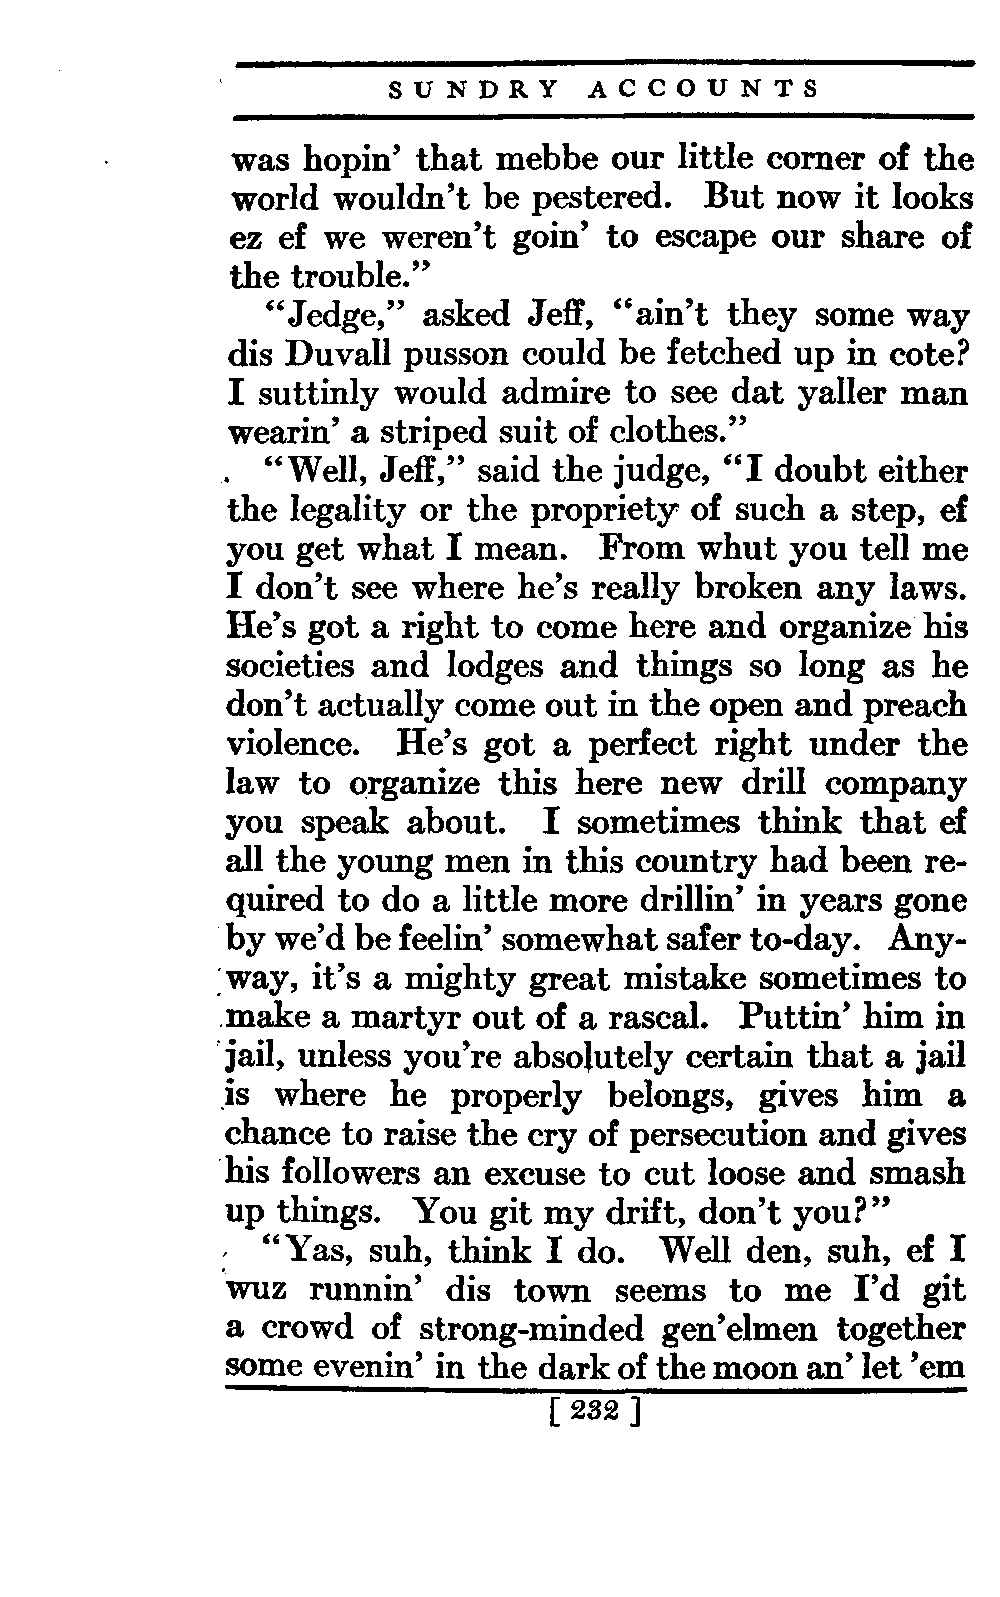 SUNDRY ACCOUNTS
was hopin' that mebbe our little corner of the
world wouldn't be pestered. But now it looks
ez ef we weren't goin' to escape our share of
the trouble."
"Jedge," asked Jeff, "ain't they some way
dis Duvall pusson could be fetched up in cote?
I suttinly would admire to see dat yaller man
wearin' a striped suit of clothes."
"Well, Jeff," said the judge, "I doubt either
the legality or the propriety of such a step, ef
you get what I mean. From whut you tell me
I don't see where he's really broken any laws.
He's got a right to come here and organize his
societies and lodges and things so long as he
don't actually come out in the open and preach
violence. He's got a perfect right under the
law to organize this here new drill company
you speak about. I sometimes think that ef
all the young men in this country had been re-
quired to do a little more drillin' in years gone
by we'd be feelin' somewhat safer to-day. Any-
way, it's a mighty great mistake sometimes to
make a martyr out of a rascal. Puttin' him in
jail, unless you're absolutely certain that a jail
is where he properly belongs, gives him a
chance to raise the cry of persecution and gives
his followers an excuse to cut loose and smash
up things. You git my drift, don't you?"
"Yas, suh, think I do. Well den, suh, ef I
wuz runnin' dis town seems to me I'd git
a crowd of strong-minded gen'elmen together
some evenin' in the dark of the moon an' let 'em
[ 232 ]